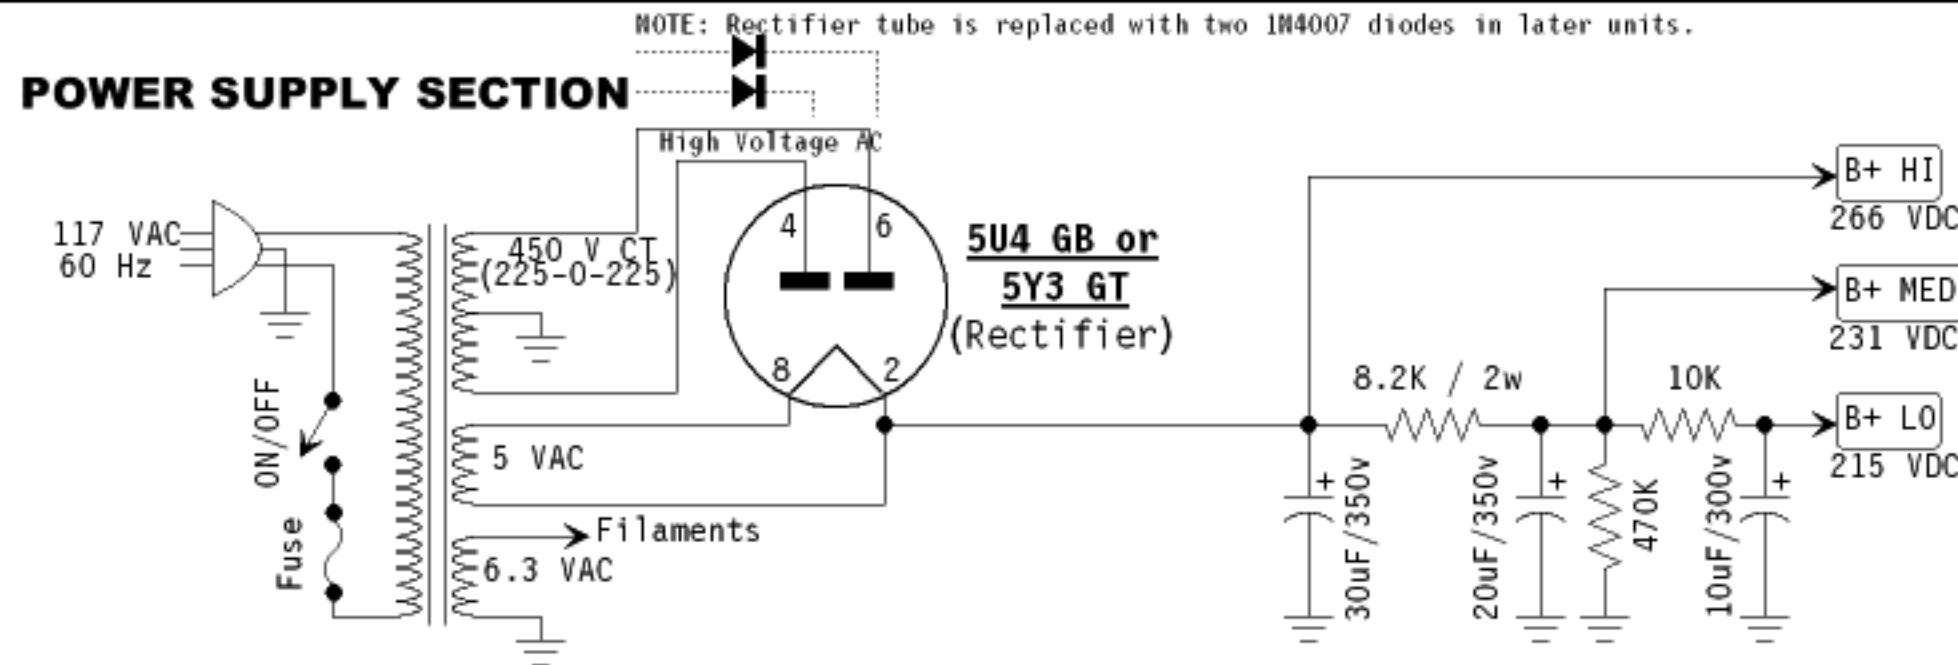 NOTE: Rectifier tube is replaced with two 1N4007 diodes in later units.
POWER SUPPLY SECTION
High Voltage AC
117 VAC
60 Hz
450 V CT
(225-0-225)
4
6
8
2
5U4 GB or
5Y3 GT
(Rectifier)
B+ HI
266 VDC
B+ MED
231 VDC
B+ LO
215 VDC
8.2K / 2w
10K
ON/OFF
Fuse
5 VAC
Filaments
6.3 VAC
+
30uF/350v
+
20uF/350v
470K
+
10uF/300v